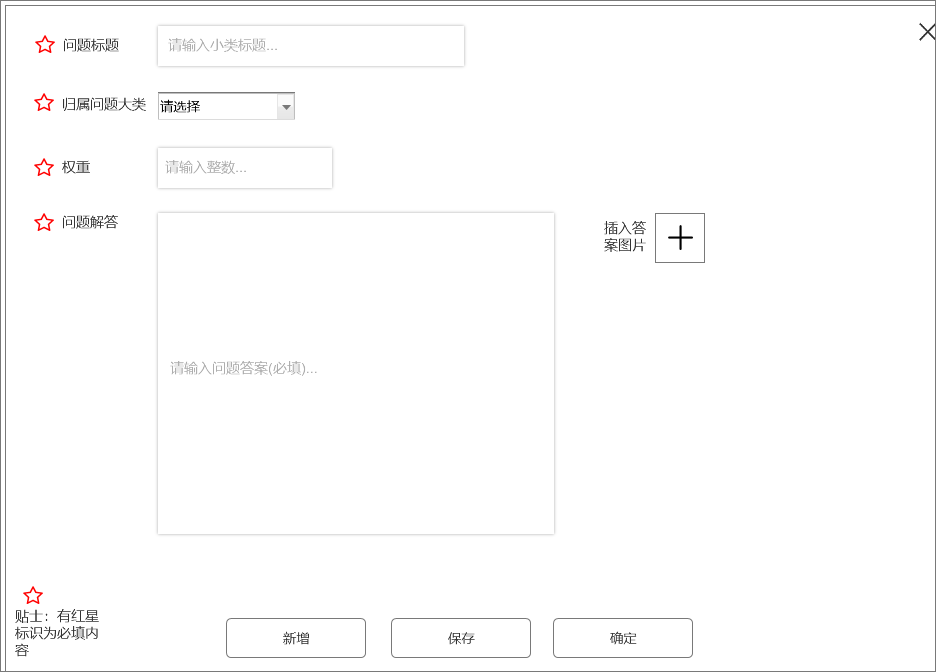 问题标题
请输入小类标题...
归属问题大类
请选择
权重
请输入整数...
问题解答
插入答
案图片
请输入问题答案(必填)...
贴士：有红星
标识为必填内
容
新增
保存
确定